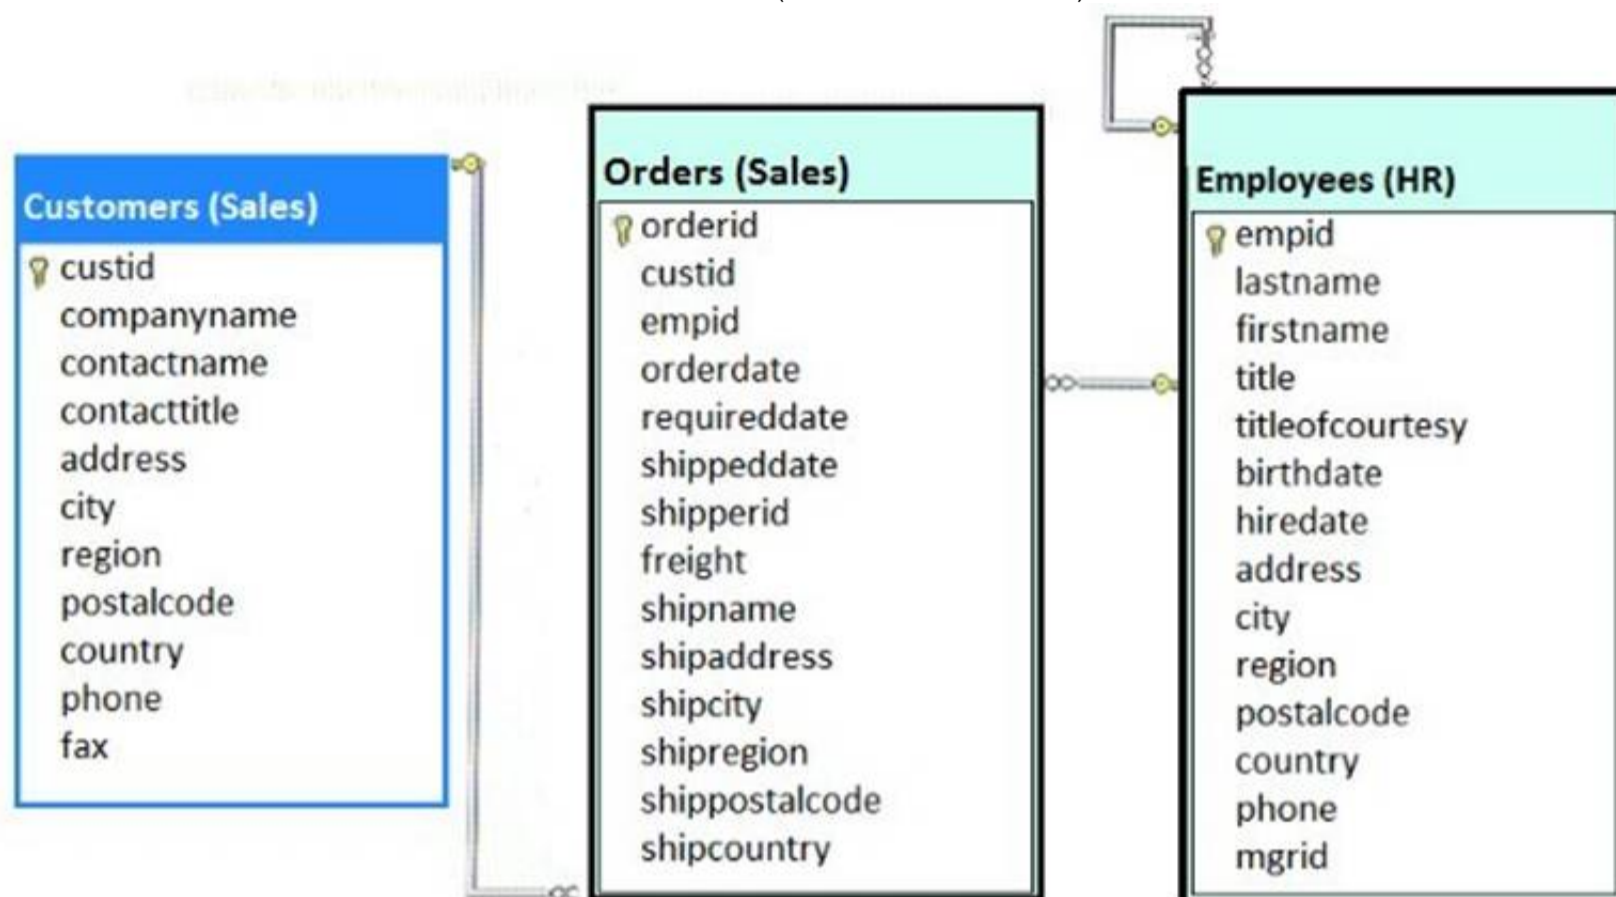 Customers (Sales)
custid
companyname
contactname
contacttitle
address
city
region
postalcode
country
phone
fax
Orders (Sales)
orderid
custid
empid
orderdate
requireddate
shippeddate
shipperid
freight
shipname
shipaddress
shipcity
shipregion
shippostalcode
shipcountry
Employees (HR)
empid
lastname
firstname
title
titleofcourtesy
birthdate
hiredate
address
city
region
postalcode
country
phone
mgrid